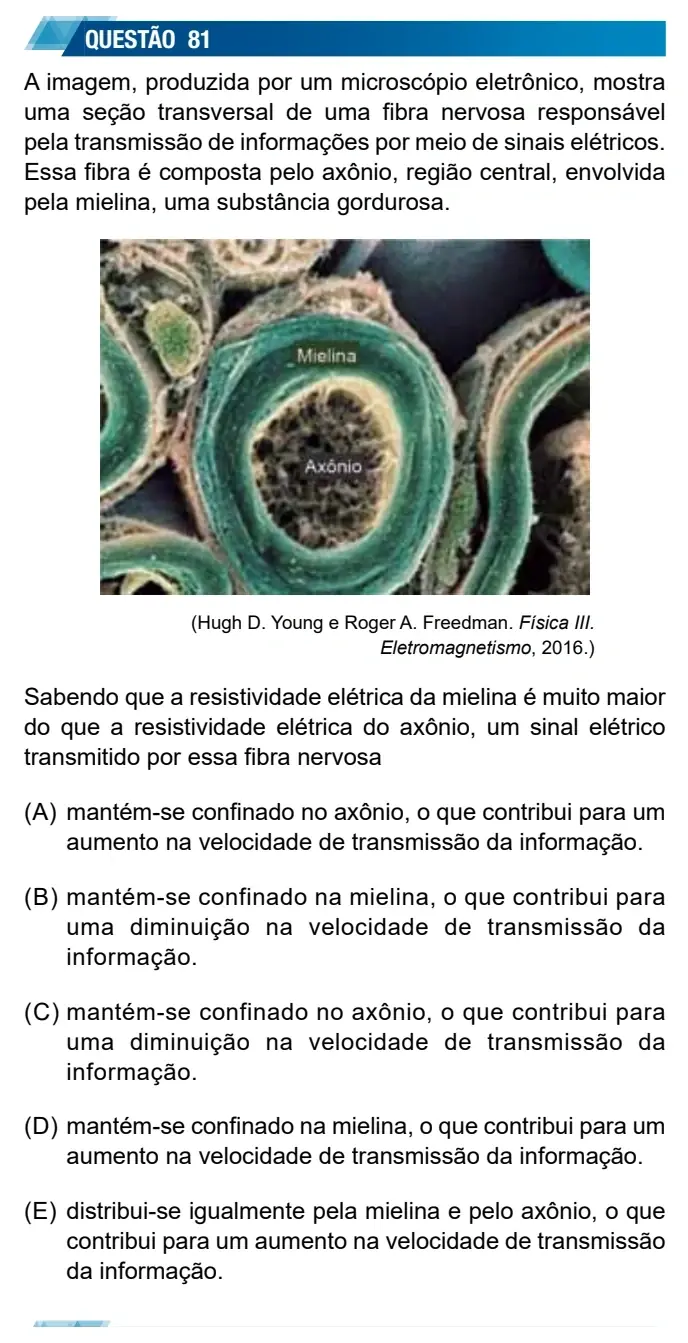 QUESTÃO 81
A imagem, produzida por um microscópio eletrônico, mostra
uma seção transversal de uma fibra nervosa responsável
pela transmissão de informações por meio de sinais elétricos.
Essa fibra é composta pelo axônio, região central, envolvida
pela mielina, uma substância gordurosa.
Mielina
Axônio
(Hugh D. Young e Roger A. Freedman. Física III.
Eletromagnetismo, 2016.)
Sabendo que a resistividade elétrica da mielina é muito maior
do que a resistividade elétrica do axônio, um sinal elétrico
transmitido por essa fibra nervosa
(A) mantém-se confinado no axônio, o que contribui para um
aumento na velocidade de transmissão da informação.
(B) mantém-se confinado na mielina, o que contribui para
uma diminuição na velocidade de transmissão da
informação.
(C) mantém-se confinado no axônio, o que contribui para
uma diminuição na velocidade de transmissão da
informação.
(D) mantém-se confinado na mielina, o que contribui para um
aumento na velocidade de transmissão da informação.
(E) distribui-se igualmente pela mielina e pelo axônio, o que
contribui para um aumento na velocidade de transmissão
da informação.